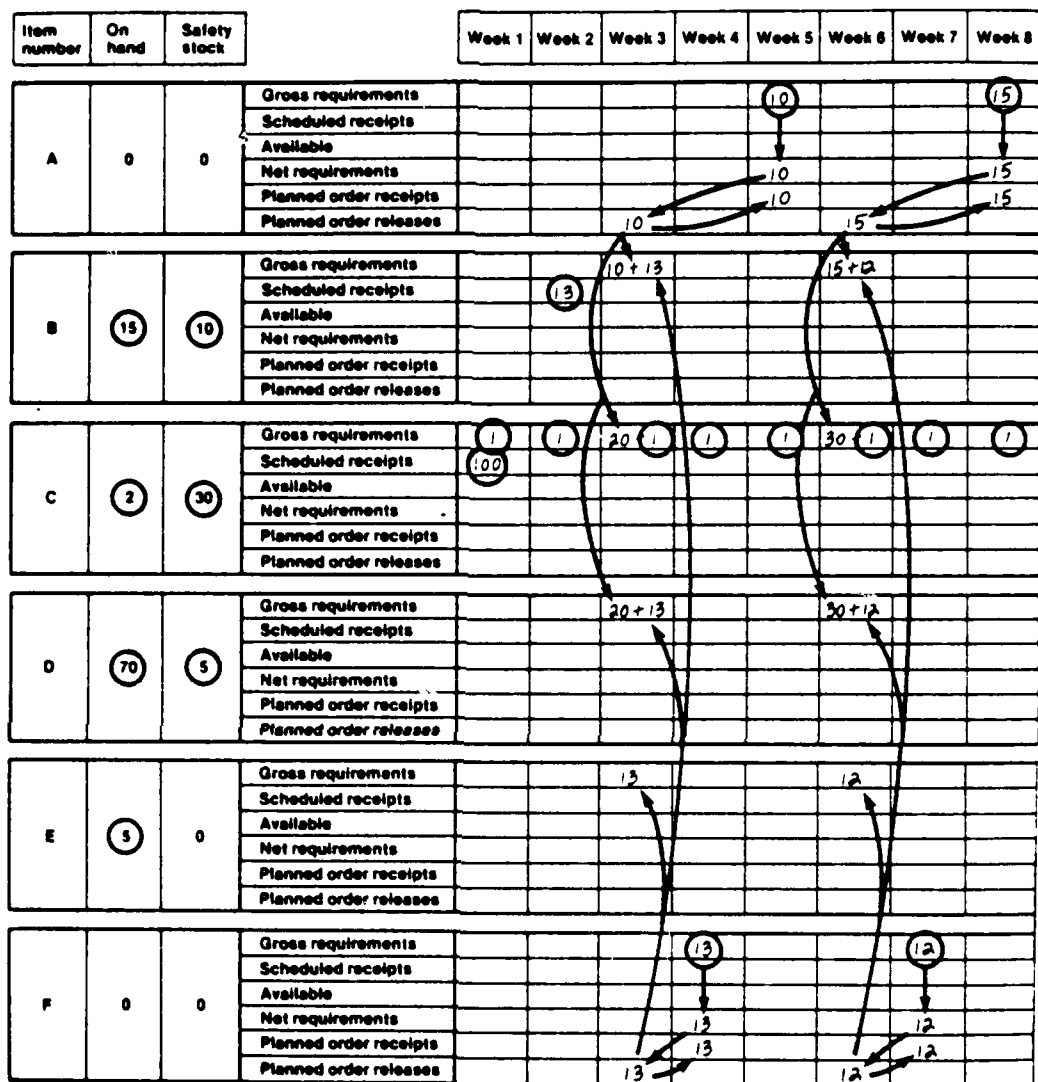 Item number On hand Safety stock Week 1 Week 2 Week 3 Week 4 Week 5 Week 6 Week 7 Week 8
Gross requirements 10 15
Scheduled receipts
Available
A 0 0
Net requirements 10 15
Planned order receipts 10 15
Planned order releases 10 15
Gross requirements 10 + 13 15 + 12
Scheduled receipts 13
Available
B 15 10
Net requirements
Planned order receipts
Planned order releases
Gross requirements 1 1 20 1 1 1 30 1 1 1
Scheduled receipts 100
Available
C 2 30
Net requirements
Planned order receipts
Planned order releases
Gross requirements 20 + 13 30 + 12
Scheduled receipts
Available
D 70 5
Net requirements
Planned order receipts
Planned order releases
Gross requirements 13 12
Scheduled receipts
Available
E 5 0
Net requirements
Planned order receipts
Planned order releases
Gross requirements 13 12
Scheduled receipts
Available
F 0 0
Net requirements 13 12
Planned order receipts 13 12
Planned order releases 13 12